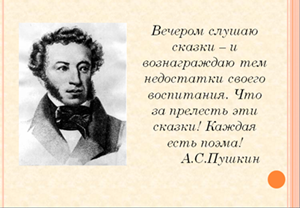 Вечером слушаю
сказки – и
вознаграждаю тем
недостатки своего
воспитания. Что
за прелесть эти
сказки! Каждая
есть поэма!
А.С.Пушкин